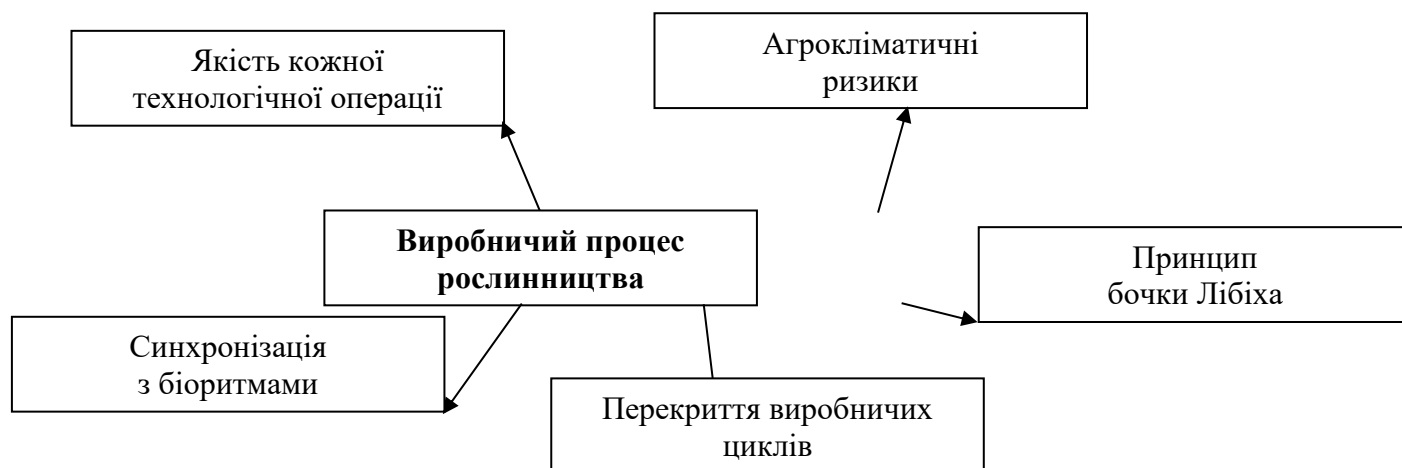 Якість кожної
технологічної операції
Агрокліматичні
ризики
Виробничий процес
рослинництва
Принцип
бочки Лібіха
Синхронізація
з біоритмами
Перекриття виробничих
циклів